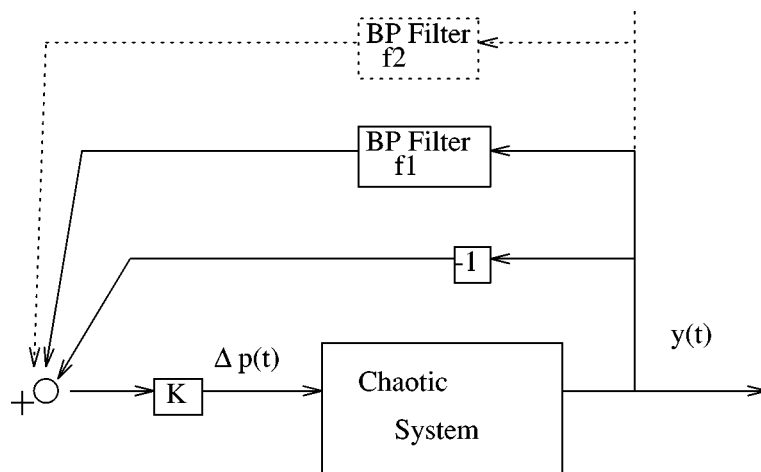 BP Filter
f2
BP Filter
f1
-1
y(t)
Δ p(t)
+
K
Chaotic
System